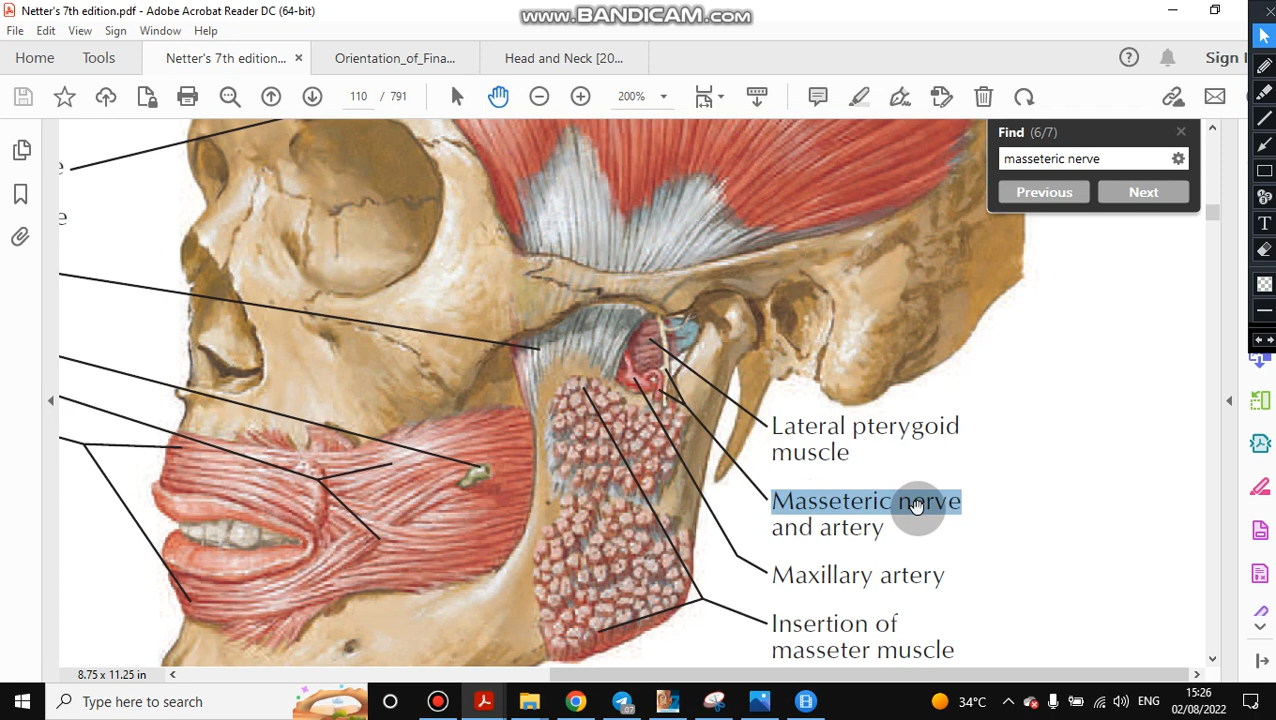 Netter's 7th edition.pdf - Adobe Acrobat Reader DC (64-bit)
www.BANDICAM.com
File Edit View Sign Window Help
Home Tools Netter's 7th edition... × Orientation_of_Fina... Head and Neck [20... Sign I
110 / 791 200%
Find (6/7)
masseteric nerve
Previous Next
e
e
Lateral pterygoid
muscle
Masseteric nerve
and artery
Maxillary artery
Insertion of
masseter muscle
8.75 x 11.25 in
Type here to search
07
34°C
ENG
15:26
02/08/2022